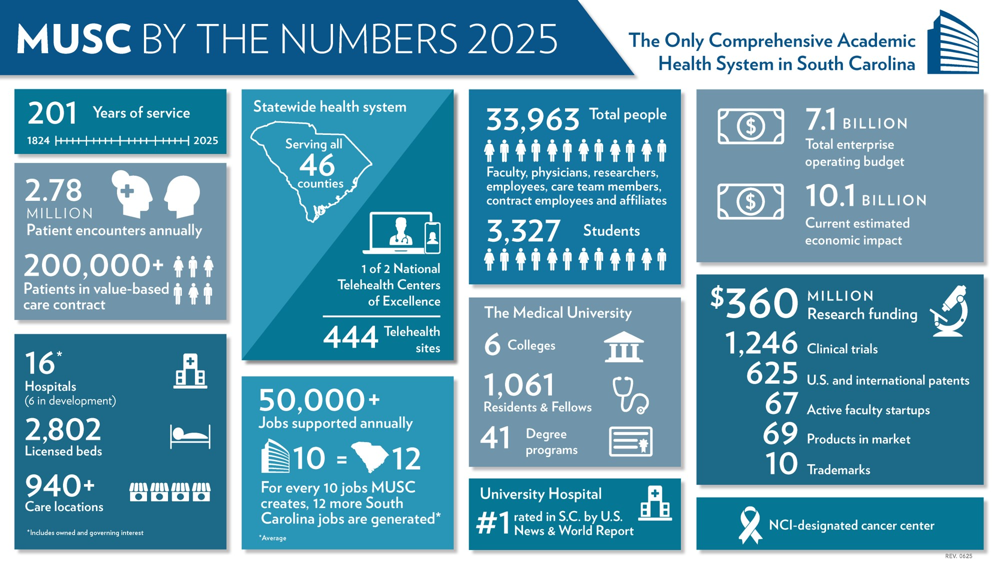 MUSC BY THE NUMBERS 2025
The Only Comprehensive Academic
Health System in South Carolina
201 Years of service
1824 2025
2.78
MILLION
Patient encounters annually
200,000+
Patients in value-based
care contract
16*
Hospitals
(6 in development)
2,802
Licensed beds
940+
Care locations
*Includes owned and governing interest
Statewide health system
Serving all
46
counties
1 of 2 National
Telehealth Centers
of Excellence
444 Telehealth
sites
50,000+
Jobs supported annually
10 = 12
For every 10 jobs MUSC
creates, 12 more South
Carolina jobs are generated*
*Average
33,963 Total people
Faculty, physicians, researchers,
employees, care team members,
contract employees and affiliates
3,327 Students
The Medical University
6 Colleges
1,061
Residents & Fellows
41 Degree
programs
University Hospital
#1 rated in S.C. by U.S.
News & World Report
$ $
7.1 BILLION
Total enterprise
operating budget
10.1 BILLION
Current estimated
economic impact
$360 MILLION
Research funding
1,246 Clinical trials
625 U.S. and international patents
67 Active faculty startups
69 Products in market
10 Trademarks
NCI-designated cancer center
REV. 0625